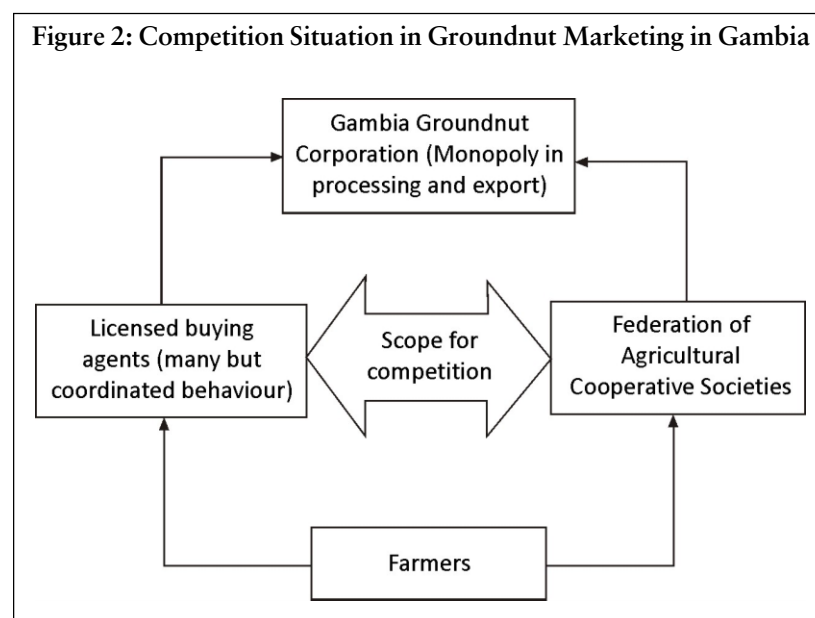 Figure 2: Competition Situation in Groundnut Marketing in Gambia
Gambia Groundnut
Corporation (Monopoly in
processing and export)
Licensed buying
agents (many but
coordinated behaviour)
Scope for
competition
Federation of
Agricultural
Cooperative Societies
Farmers